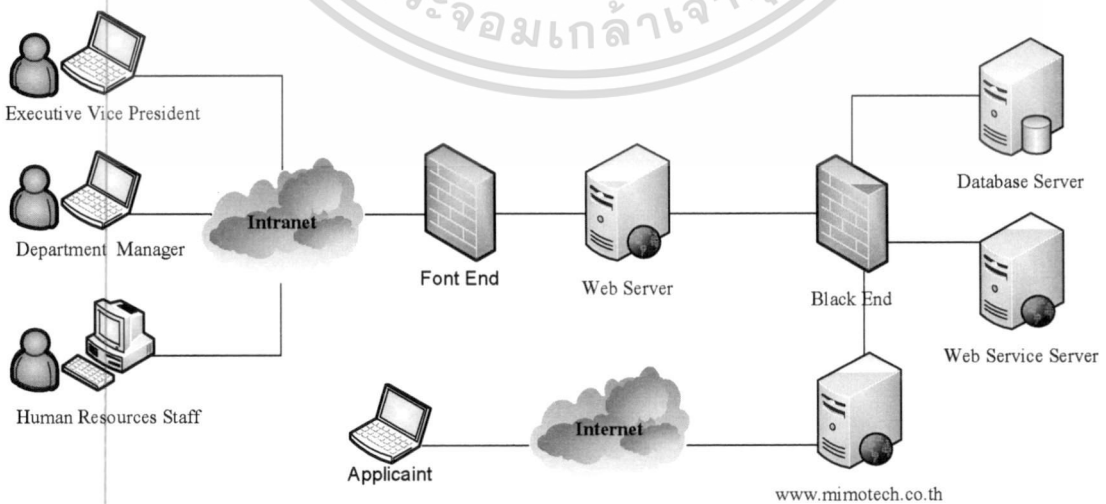 ระจอมเกล้าเจ้า
Executive Vice President
Department Manager
Human Resources Staff
Intranet
Font End
Web Server
Black End
Database Server
Web Service Server
Applicaint
Internet
www.mimotech.co.th